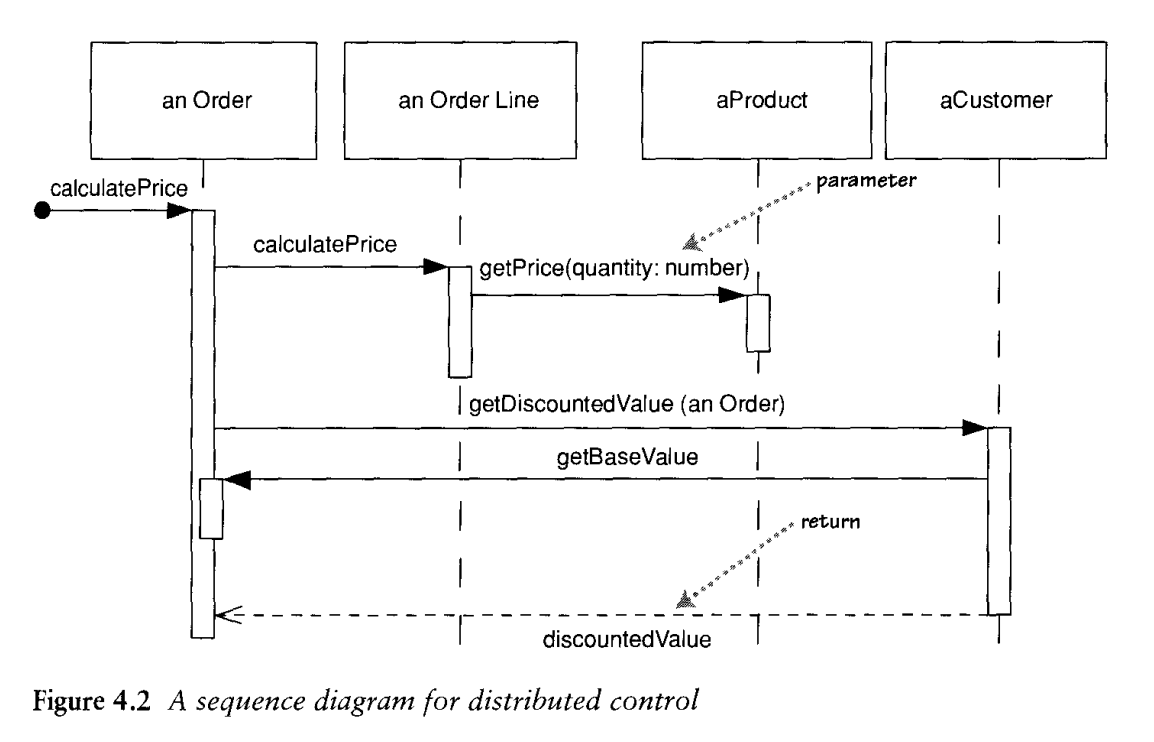 an Order
an Order Line
aProduct
aCustomer
calculatePrice
parameter
calculatePrice
getPrice(quantity: number)
getDiscountedValue (an Order)
getBaseValue
return
discountedValue
Figure 4.2 A sequence diagram for distributed control